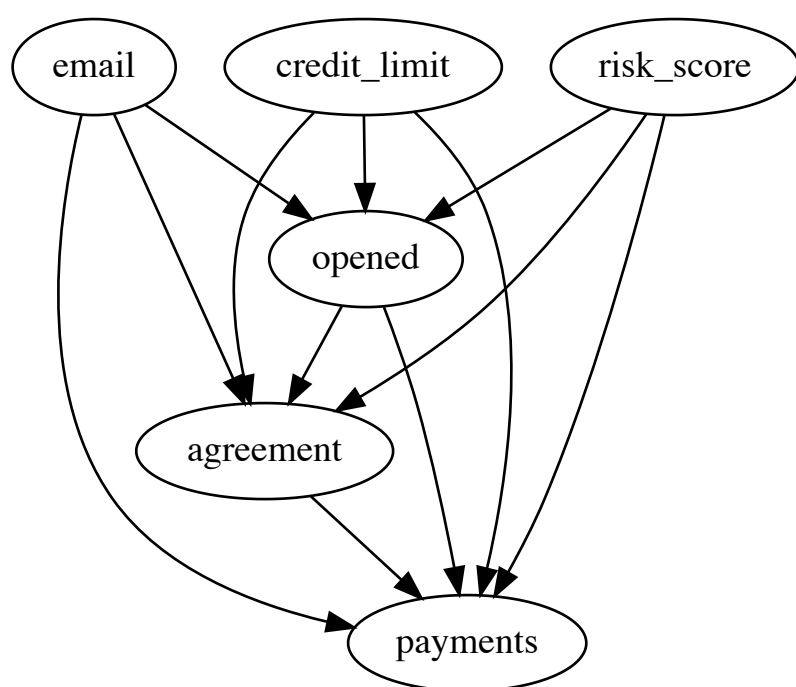 email
credit_limit
risk_score
opened
agreement
payments